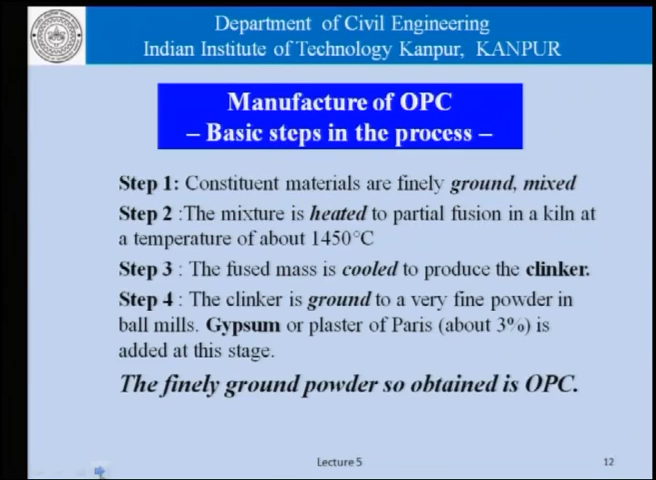 Department of Civil Engineering
Indian Institute of Technology Kanpur, KANPUR
Manufacture of OPC
– Basic steps in the process –
Step 1: Constituent materials are finely ground, mixed
Step 2 :The mixture is heated to partial fusion in a kiln at
a temperature of about 1450°C
Step 3 : The fused mass is cooled to produce the clinker.
Step 4 : The clinker is ground to a very fine powder in
ball mills. Gypsum or plaster of Paris (about 3%) is
added at this stage.
The finely ground powder so obtained is OPC.
Lecture 5
12